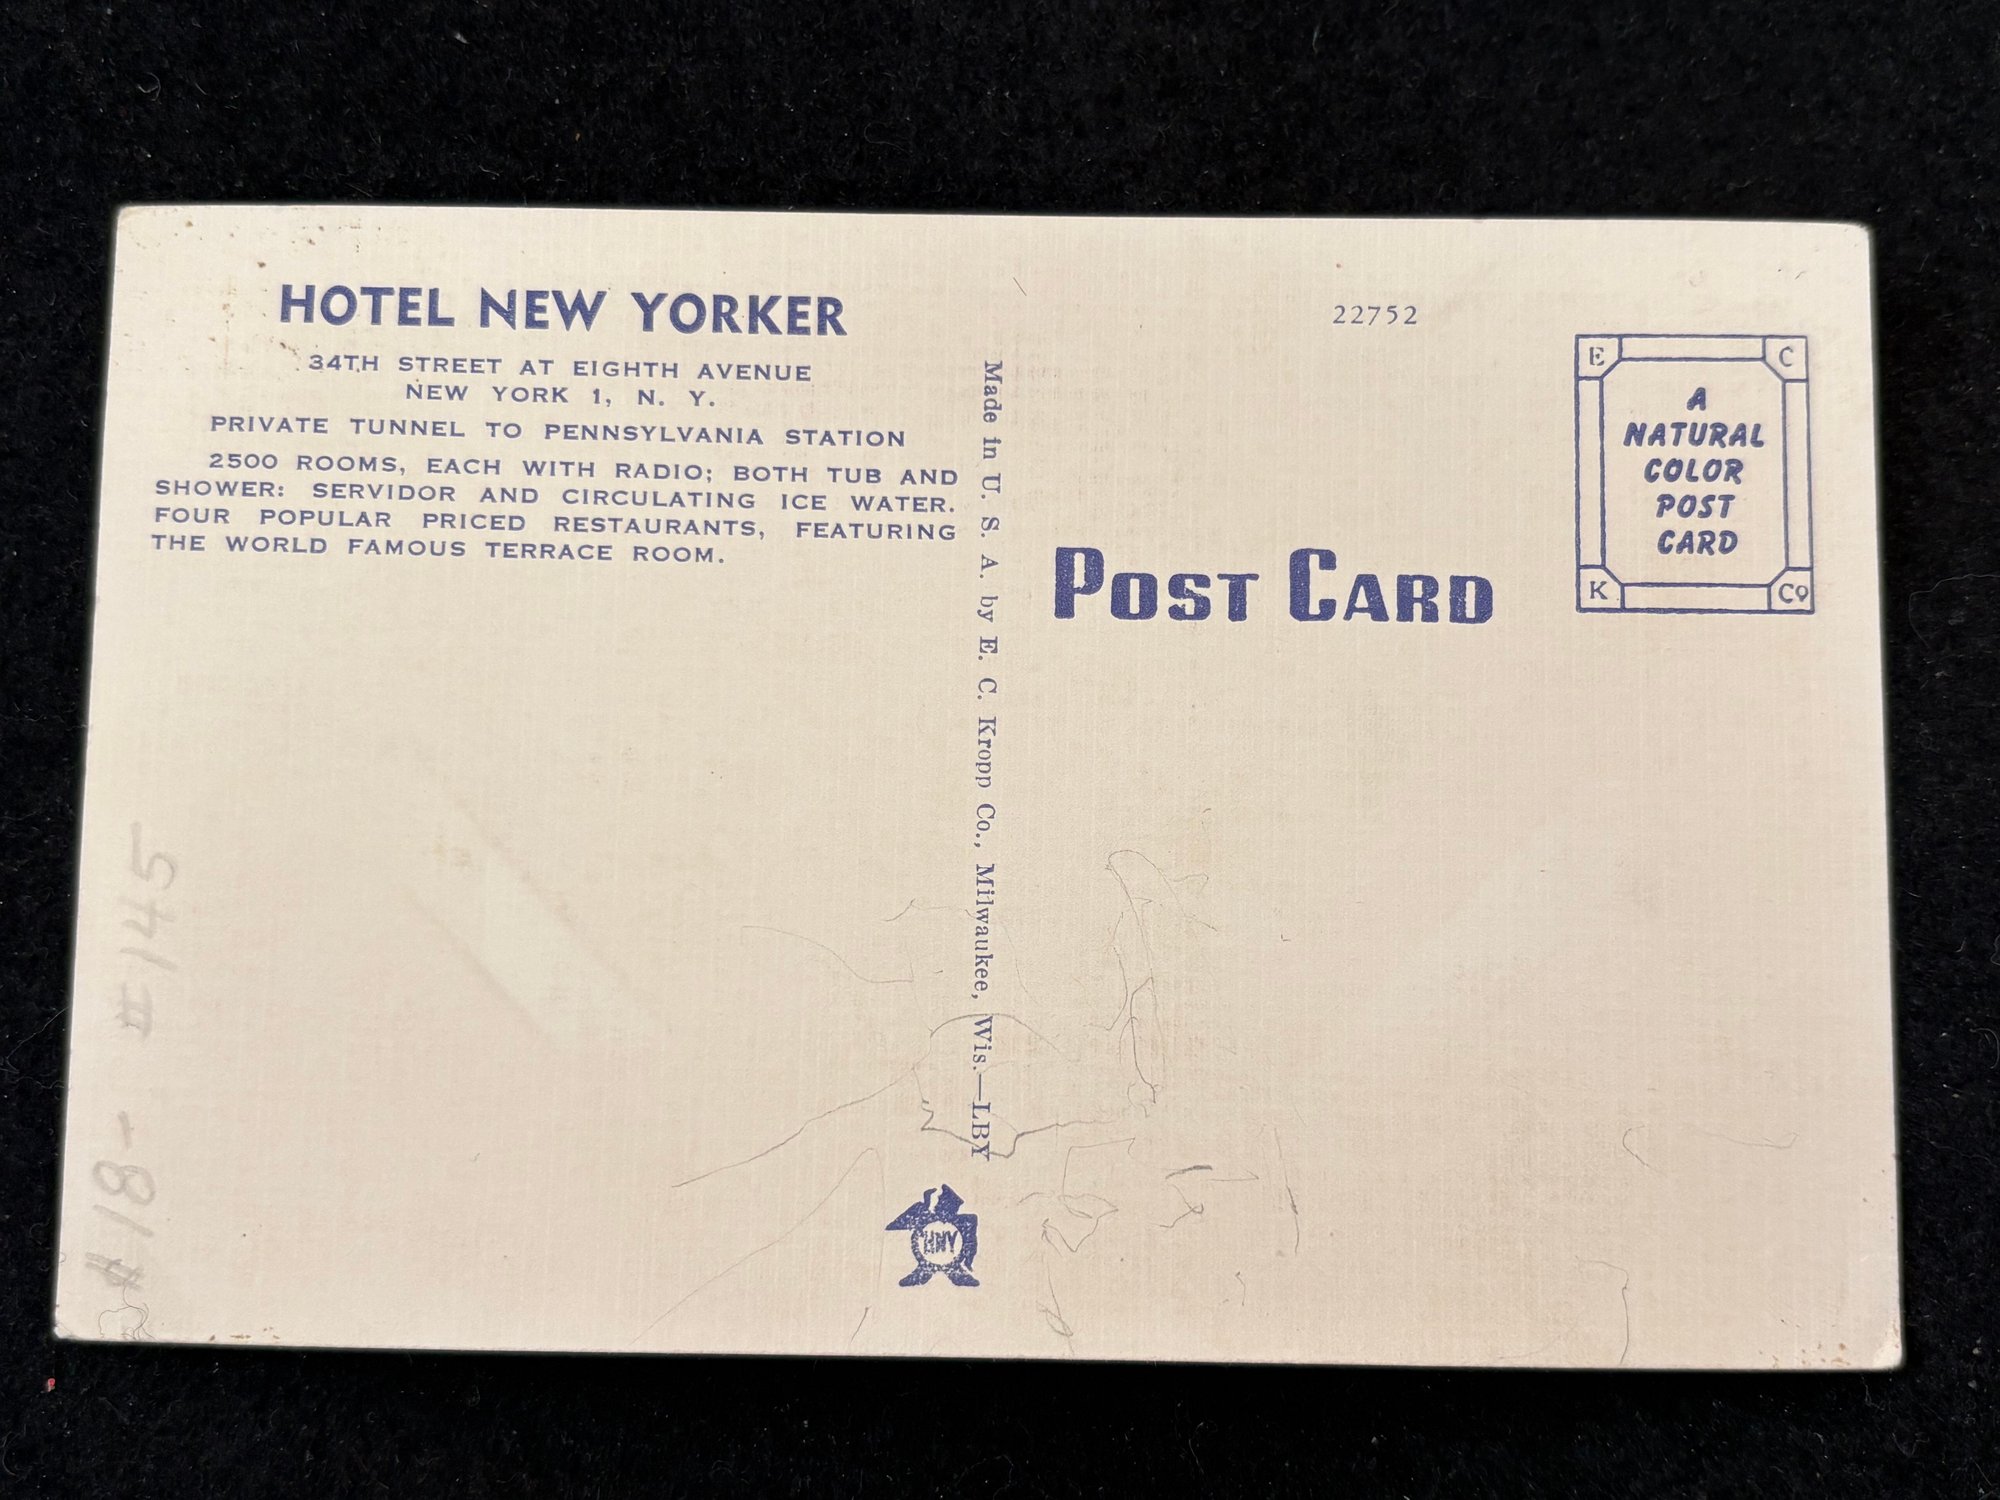 HOTEL NEW YORKER
34TH STREET AT EIGHTH AVENUE
NEW YORK 1, N. Y.
PRIVATE TUNNEL TO PENNSYLVANIA STATION
2500 ROOMS, EACH WITH RADIO; BOTH TUB AND
SHOWER: SERVIDOR AND CIRCULATING ICE WATER.
FOUR POPULAR PRICED RESTAURANTS, FEATURING
THE WORLD FAMOUS TERRACE ROOM.
#18- #145
Made in U. S. A. by E. C. Kropp Co., Milwaukee, Wis.—LBY
HNY
22752
POST CARD
E C
A
NATURAL
COLOR
POST
CARD
K Co